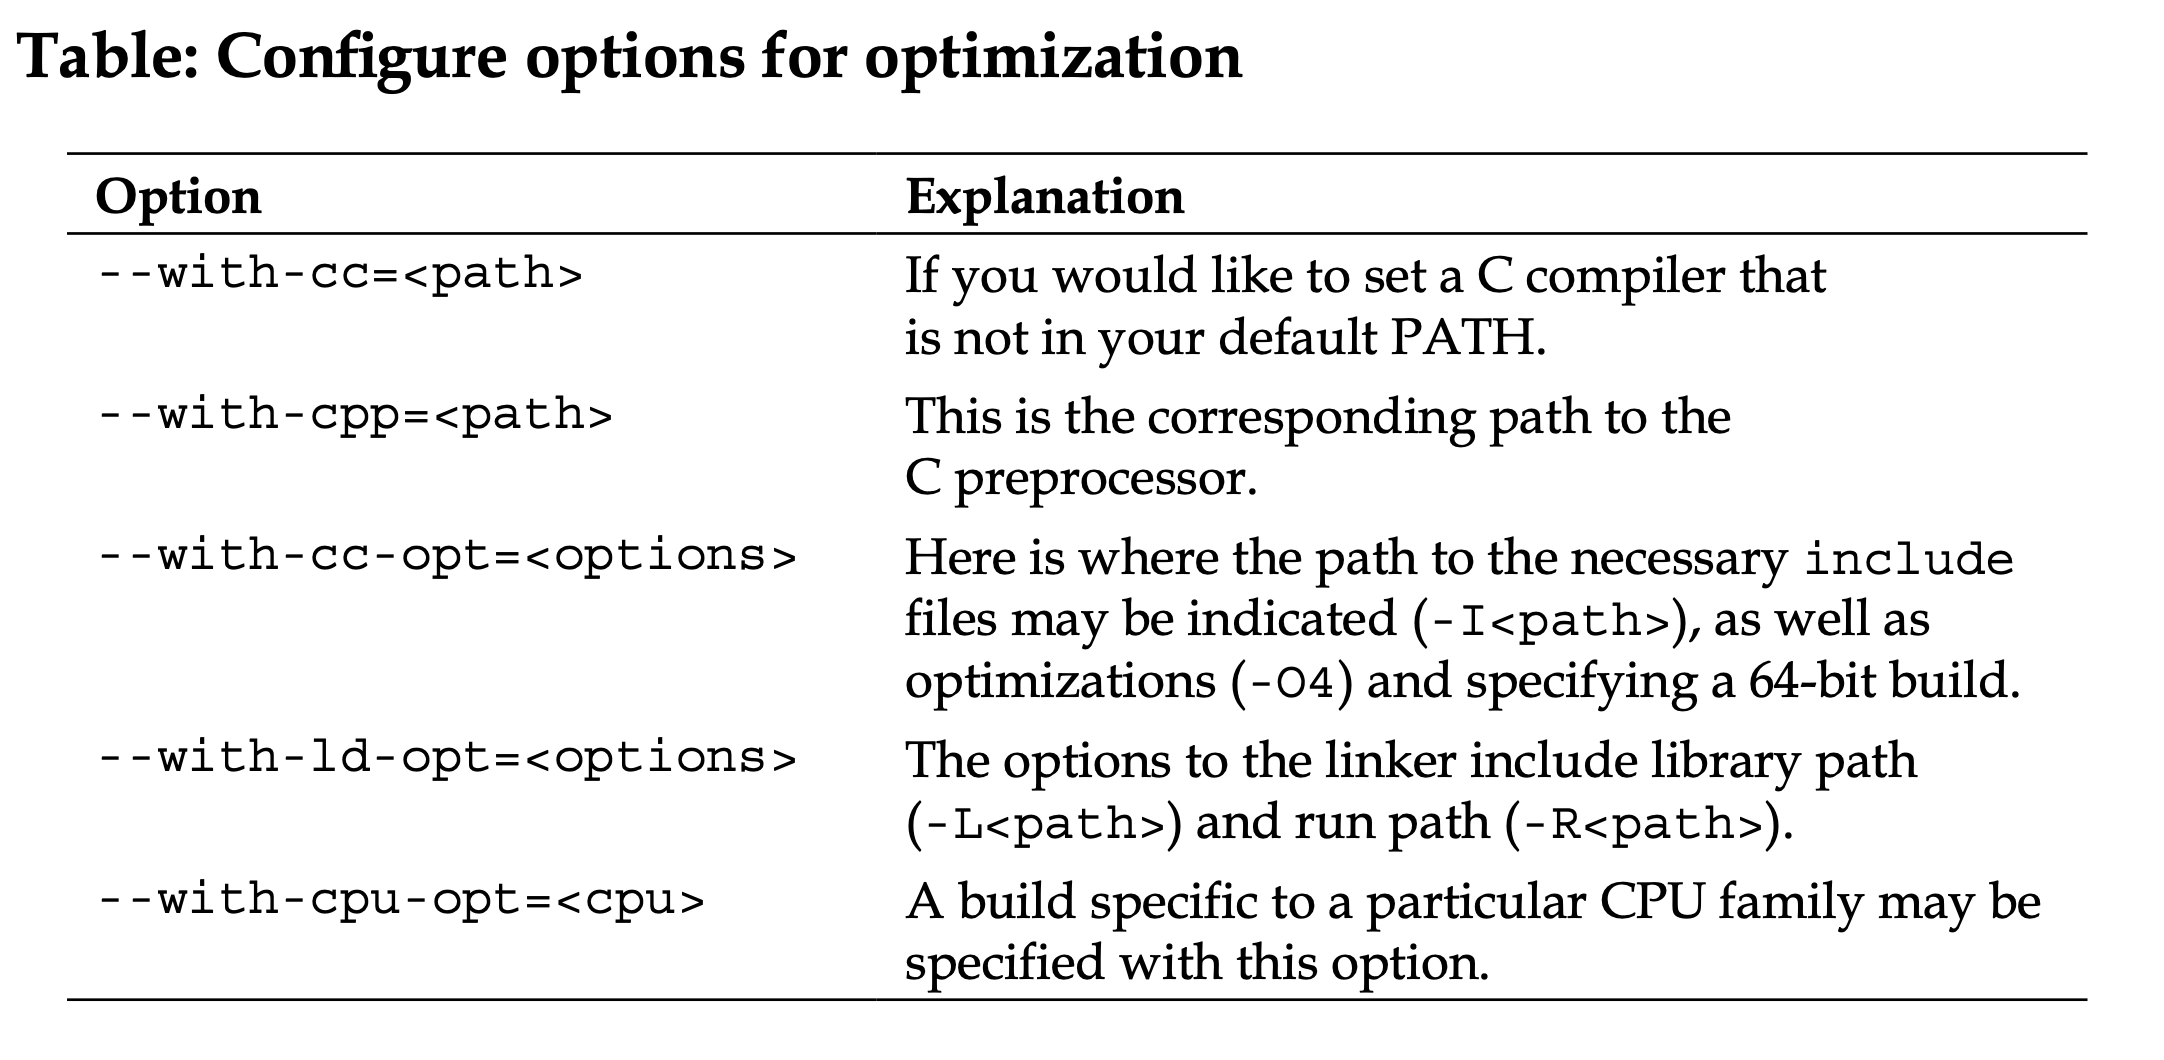 Table: Configure options for optimization
Option Explanation
--with-cc=<path> If you would like to set a C compiler that
is not in your default PATH.
--with-cpp=<path> This is the corresponding path to the
C preprocessor.
--with-cc-opt=<options> Here is where the path to the necessary include
files may be indicated (-I<path>), as well as
optimizations (-O4) and specifying a 64-bit build.
--with-ld-opt=<options> The options to the linker include library path
(-L<path>) and run path (-R<path>).
--with-cpu-opt=<cpu> A build specific to a particular CPU family may be
specified with this option.